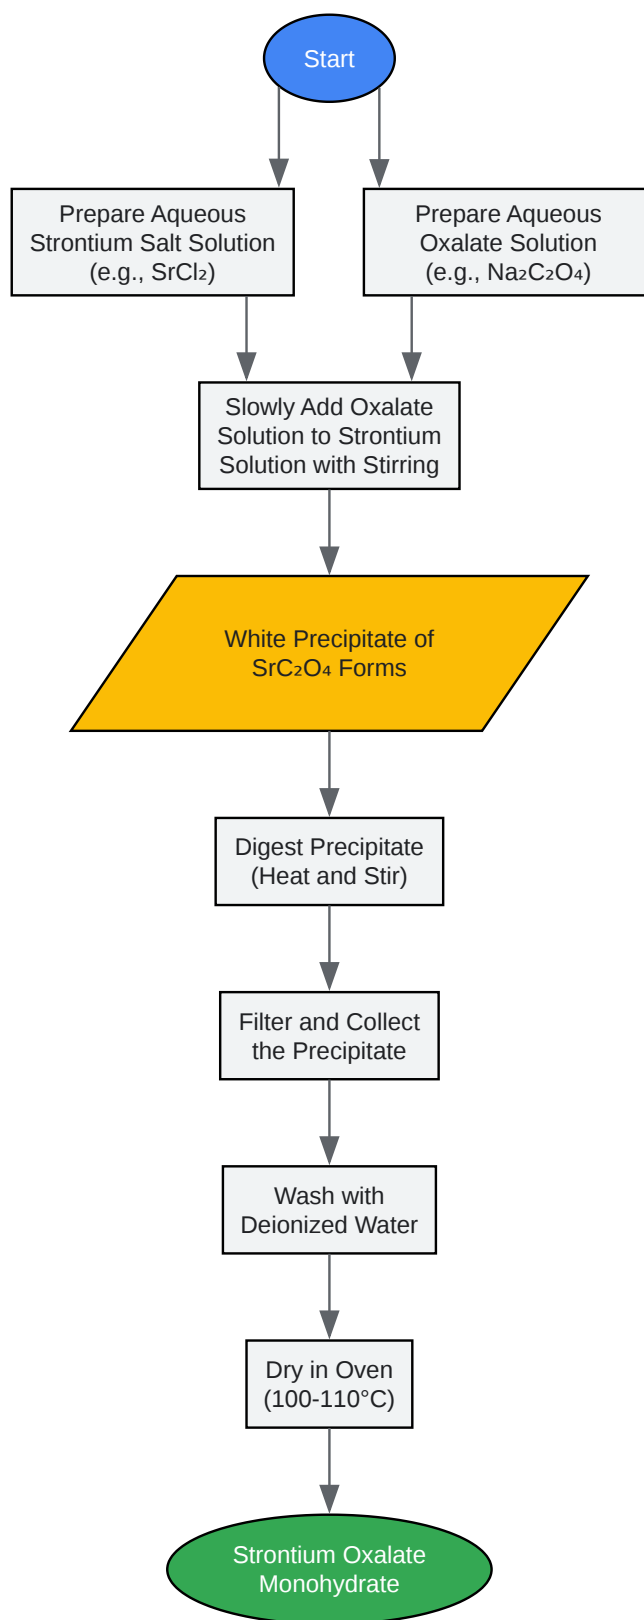 Start
Prepare Aqueous
Strontium Salt Solution
(e.g., SrCl₂)
Prepare Aqueous
Oxalate Solution
(e.g., Na₂C₂O₄)
Slowly Add Oxalate
Solution to Strontium
Solution with Stirring
White Precipitate of
SrC₂O₄ Forms
Digest Precipitate
(Heat and Stir)
Filter and Collect
the Precipitate
Wash with
Deionized Water
Dry in Oven
(100-110°C)
Strontium Oxalate
Monohydrate